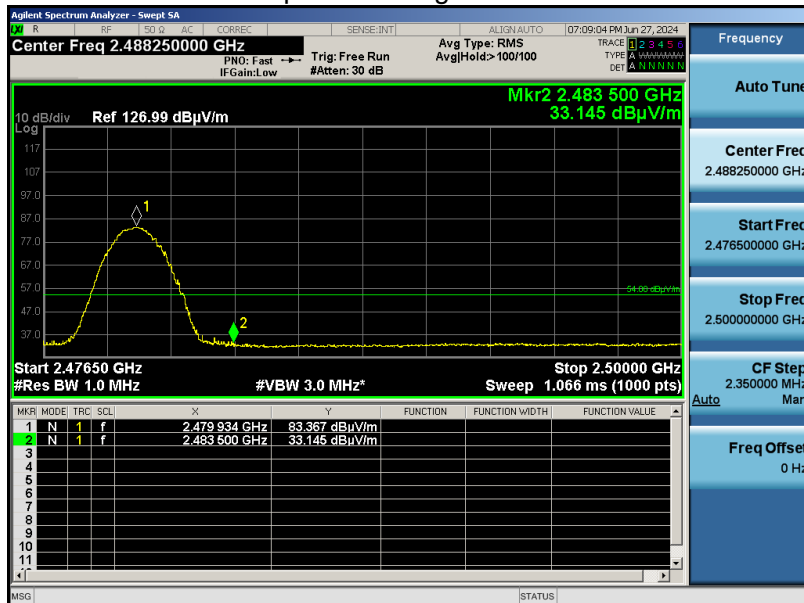 Agilent Spectrum Analyzer - Swept SA
LXI R RF 50 Ω AC CORREC SENSE:INT ALIGN AUTO 07:09:04 PM Jun 27, 2024
Center Freq 2.488250000 GHz
PNO: Fast
IFGain:Low
Trig: Free Run
#Atten: 30 dB
Avg Type: RMS
Avg|Hold:>100/100
TRACE 1 2 3 4 5 6
TYPE A WWWWW
DET A N N N N N
Mkr2 2.483 500 GHz
33.145 dBµV/m
10 dB/div Ref 126.99 dBµV/m
Log
117
107
97.0
87.0
77.0
67.0
57.0
47.0
37.0
1
2
54.00 dBµV/m
Start 2.47650 GHz Stop 2.50000 GHz
#Res BW 1.0 MHz #VBW 3.0 MHz* Sweep 1.066 ms (1000 pts)
MKR MODE TRC SCL X Y FUNCTION FUNCTION WIDTH FUNCTION VALUE
1 N 1 f 2.479 934 GHz 83.367 dBµV/m
2 N 1 f 2.483 500 GHz 33.145 dBµV/m
3
4
5
6
7
8
9
10
11
MSG STATUS
Frequency
Auto Tune
Center Freq
2.488250000 GHz
Start Freq
2.476500000 GHz
Stop Freq
2.500000000 GHz
CF Step
2.350000 MHz
Auto Man
Freq Offset
0 Hz